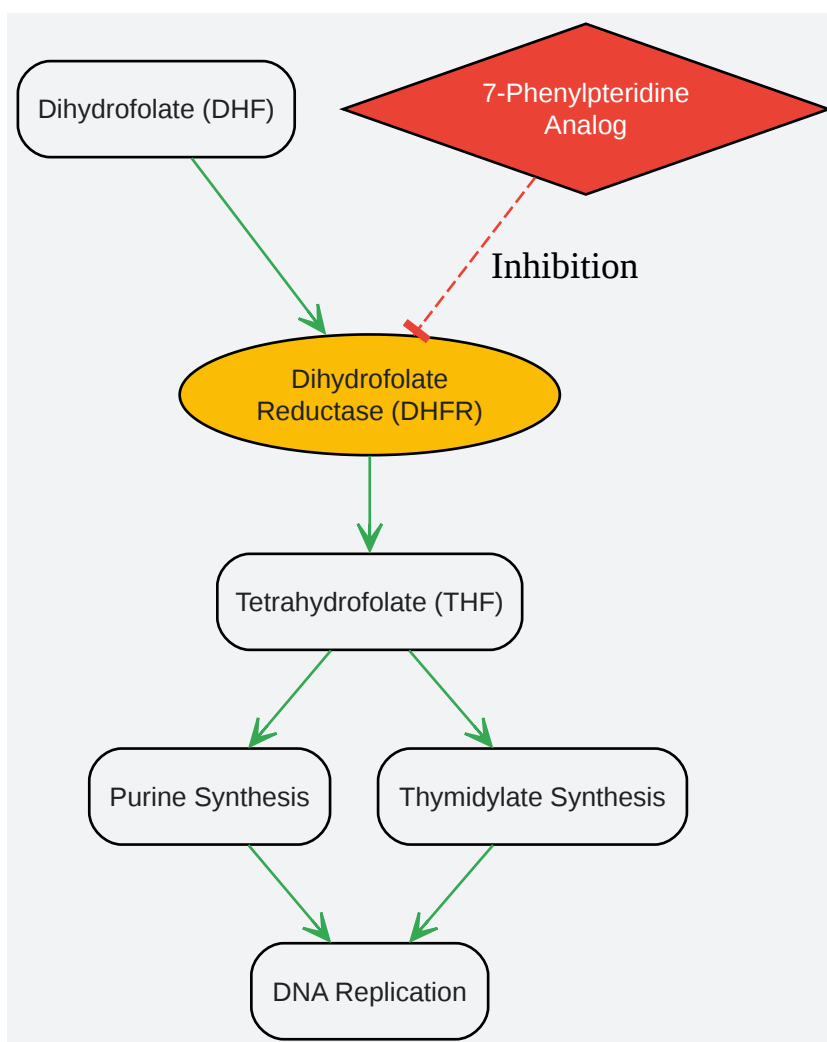 Dihydrofolate (DHF)
7-Phenylpteridine
Analog
Inhibition
Dihydrofolate
Reductase (DHFR)
Tetrahydrofolate (THF)
Purine Synthesis
Thymidylate Synthesis
DNA Replication